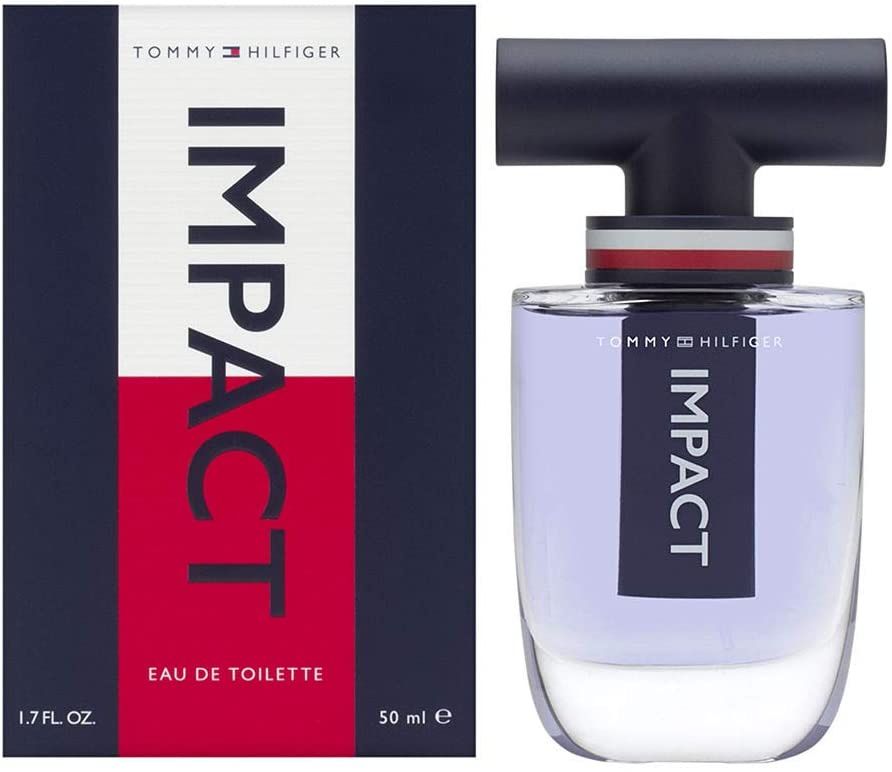 TOMMY HILFIGER
IMPACT
EAU DE TOILETTE
1.7 FL. OZ.
50 ml e
TOMMY HILFIGER
IMPACT